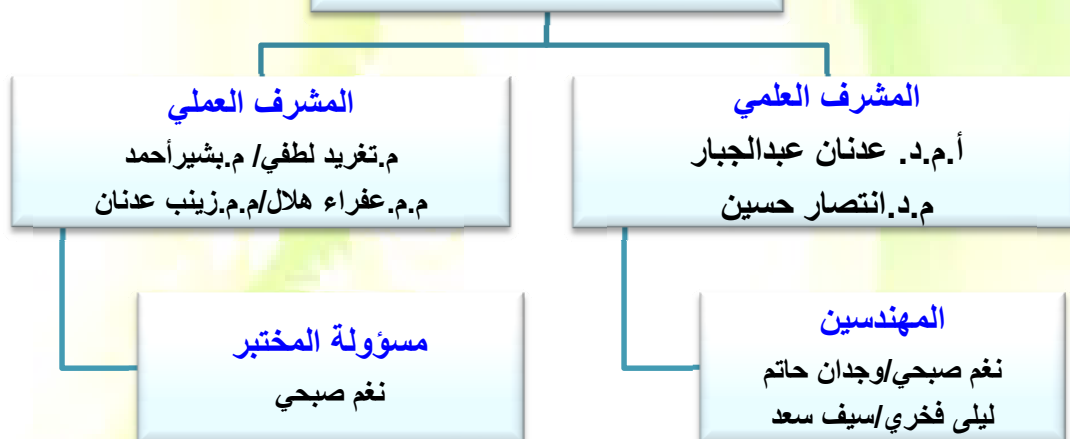 المشرف العلمي
أ.م.د. عدنان عبدالجبار
م.د.انتصار حسين
المشرف العملي
م.تغريد لطفي/ م.بشيرأحمد
م.م.عفراء هلال/م.م.زينب عدنان
المهندسين
نغم صبحي/وجدان حاتم
ليلى فخري/سيف سعد
مسؤولة المختبر
نغم صبحي